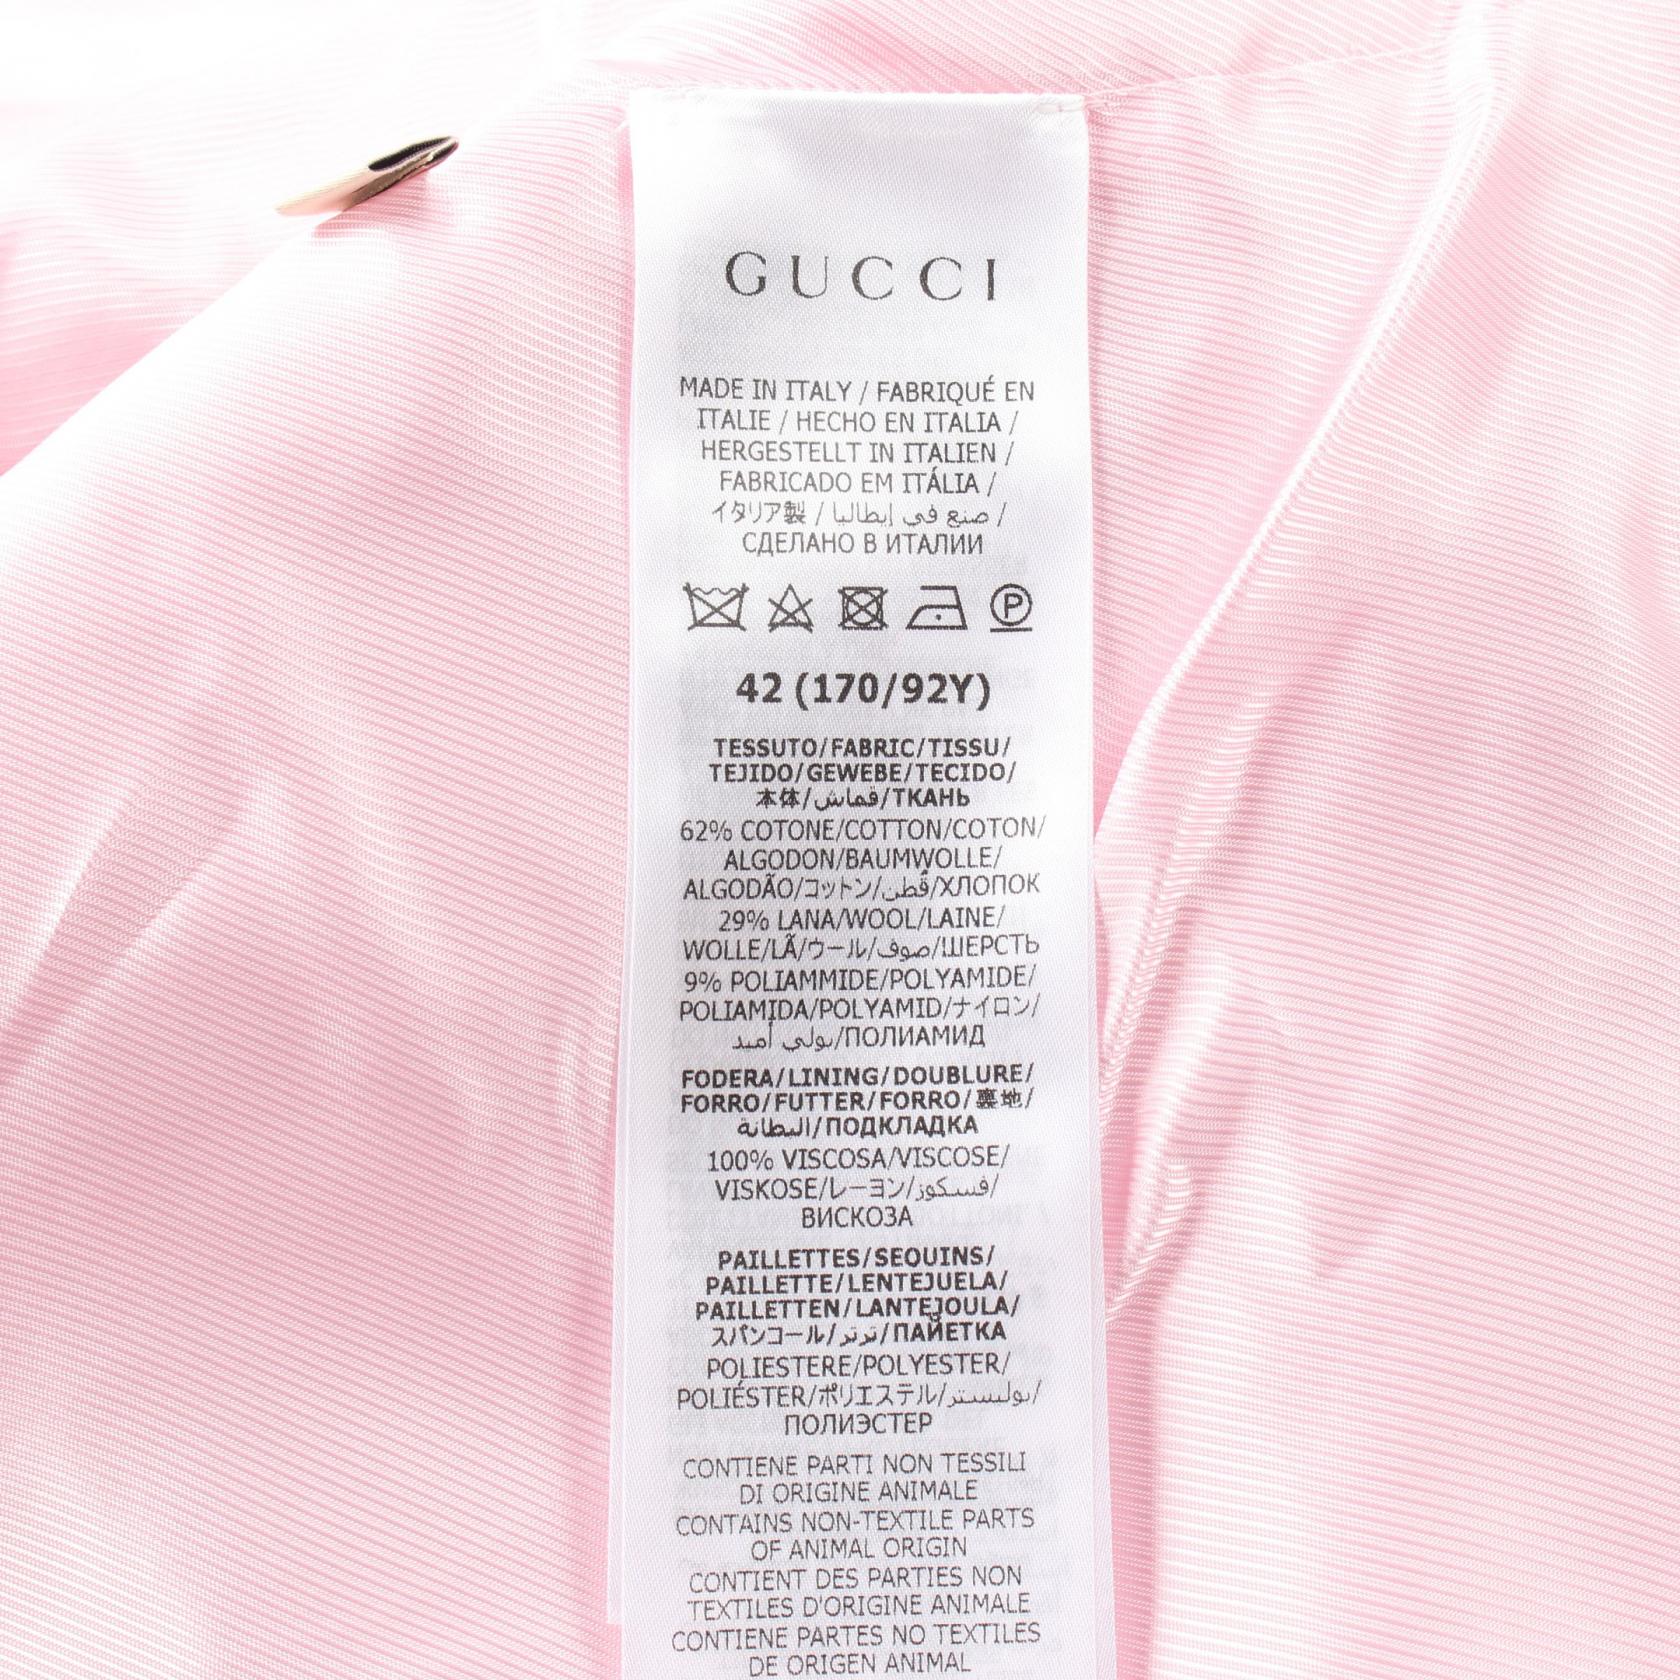 GUCCI
MADE IN ITALY / FABRIQUÉ EN
ITALIE / HECHO EN ITALIA /
HERGESTELLT IN ITALIEN /
FABRICADO EM ITÁLIA /
イタリア製 / صنع في إيطاليا /
СДЕЛАНО В ИТАЛИИ
P
42 (170/92Y)
TESSUTO/FABRIC/TISSU/
TEJIDO/GEWEBE/TECIDO/
本体/قماش/ТКАНЬ
62% COTONE/COTTON/COTON/
ALGODON/BAUMWOLLE/
ALGODÃO/コットン/قُطن/ХЛОПОК
29% LANA/WOOL/LAINE/
WOLLE/LÃ/ウール/صوف/ШЕРСТЬ
9% POLIAMMIDE/POLYAMIDE/
POLIAMIDA/POLYAMID/ナイロン/
بولي أميد/ПОЛИАМИД
FODERA/LINING/DOUBLURE/
FORRO/FUTTER/FORRO/裏地/
البطانة/ПОДКЛАДКА
100% VISCOSA/VISCOSE/
VISKOSE/レーヨン/فسكوز/
ВИСКОЗА
PAILLETTES/SEQUINS/
PAILLETTE/LENTEJUELA/
PAILLETTEN/LANTEJOULA/
スパンコール/ترتر/ПАЙЕТКА
POLIESTERE/POLYESTER/
POLIÉSTER/ポリエステル/بوليستر/
ПОЛИЭСТЕР
CONTIENE PARTI NON TESSILI
DI ORIGINE ANIMALE
CONTAINS NON-TEXTILE PARTS
OF ANIMAL ORIGIN
CONTIENT DES PARTIES NON
TEXTILES D'ORIGINE ANIMALE
CONTIENE PARTES NO TEXTILES
DE ORIGEN ANIMAL